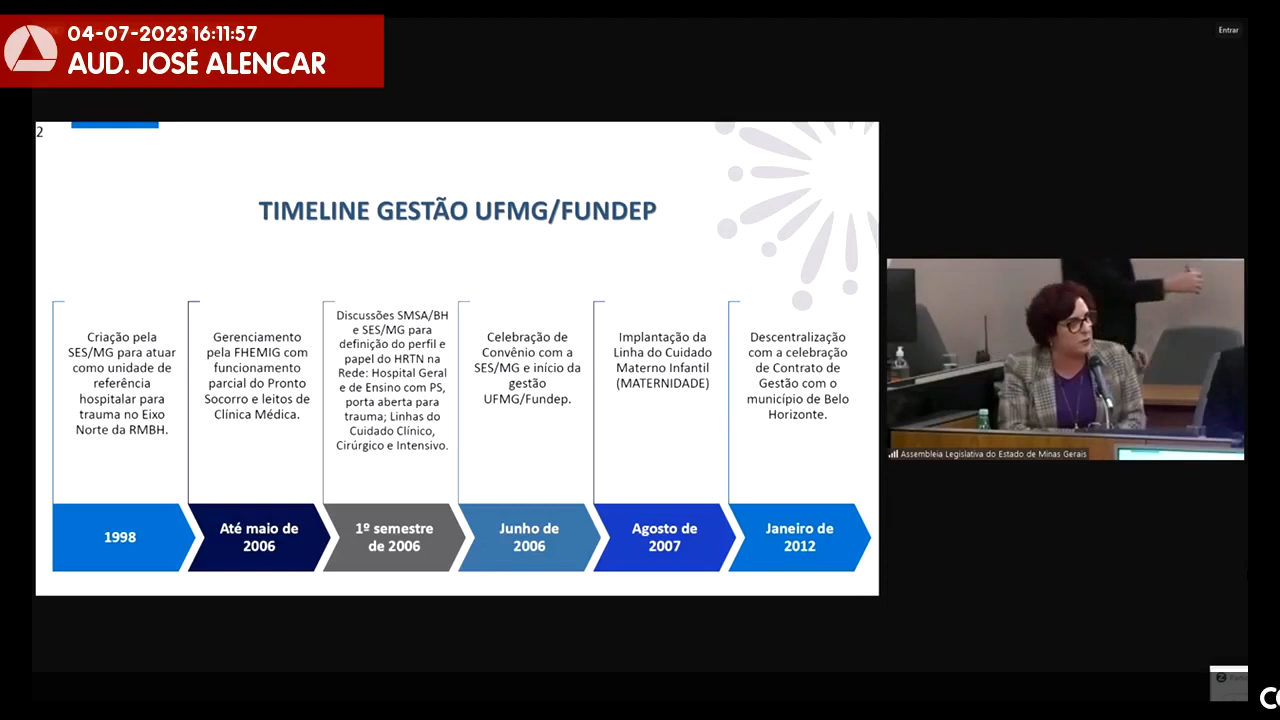 04-07-2023 16:11:57
AUD. JOSÉ ALENCAR
Entrar
2
TIMELINE GESTÃO UFMG/FUNDEP
Criação pela
SES/MG para atuar
como unidade de
referência
hospitalar para
trauma no Eixo
Norte da RMBH.
Gerenciamento
pela FHEMIG com
funcionamento
parcial do Pronto
Socorro e leitos de
Clínica Médica.
Discussões SMSA/BH
e SES/MG para
definição do perfil e
papel do HRTN na
Rede: Hospital Geral
e de Ensino com PS,
porta aberta para
trauma; Linhas do
Cuidado Clínico,
Cirúrgico e Intensivo.
Celebração de
Convênio com a
SES/MG e início da
gestão
UFMG/Fundep.
Implantação da
Linha do Cuidado
Materno Infantil
(MATERNIDADE)
Descentralização
com a celebração
de Contrato de
Gestão com o
município de Belo
Horizonte.
1998
Até maio de
2006
1º semestre
de 2006
Junho de
2006
Agosto de
2007
Janeiro de
2012
Assembleia Legislativa do Estado de Minas Gerais